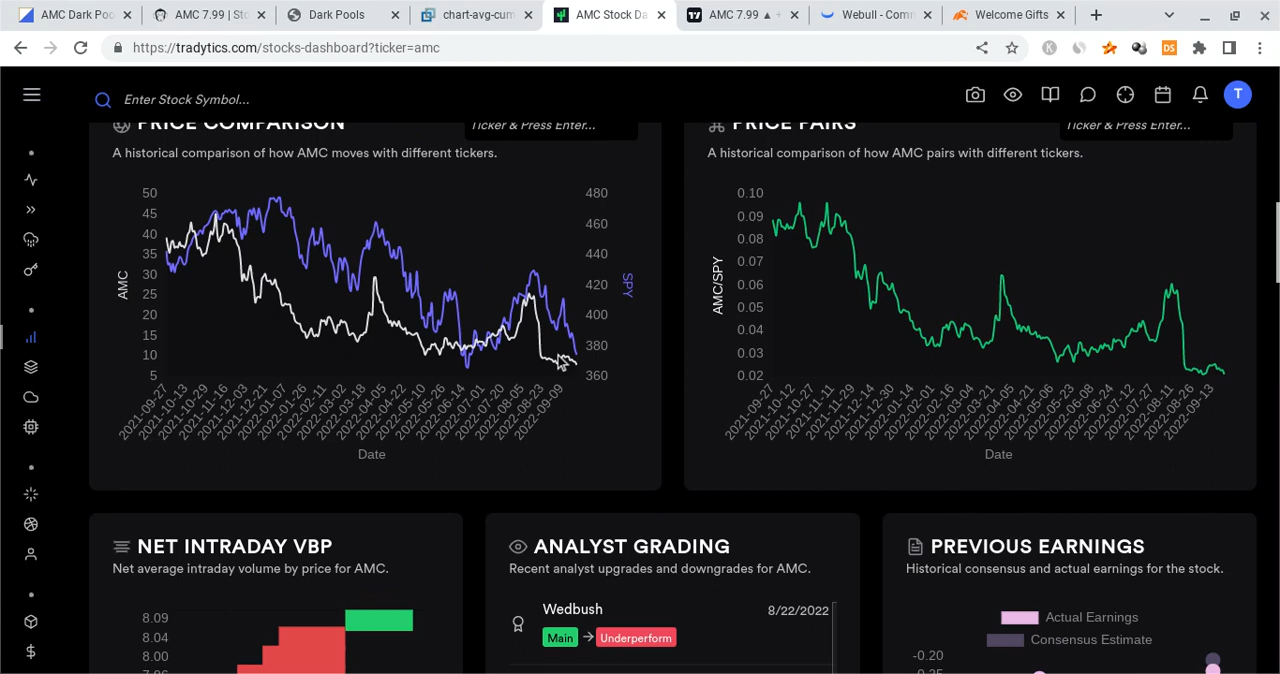 AMC Dark Poo
AMC 7.99 | Sto
Dark Pools
chart-avg-cum
AMC Stock Da
AMC 7.99 ▲ +
Webull - Comm
Welcome Gifts
https://tradytics.com/stocks-dashboard?ticker=amc
K
DS
Enter Stock Symbol...
T
PRICE COMPARISON
Ticker & Press Enter...
A historical comparison of how AMC moves with different tickers.
50
45
40
35
30
25
20
15
10
5
AMC
480
460
440
420
400
380
360
SPY
2021-09-27
2021-10-13
2021-10-29
2021-11-16
2021-12-03
2021-12-21
2022-01-07
2022-01-26
2022-02-11
2022-03-02
2022-03-18
2022-04-05
2022-04-22
2022-05-10
2022-05-26
2022-06-14
2022-07-01
2022-07-20
2022-08-05
2022-08-23
2022-09-09
Date
PRICE PAIRS
Ticker & Press Enter...
A historical comparison of how AMC pairs with different tickers.
0.10
0.09
0.08
0.07
0.06
0.05
0.04
0.03
0.02
AMC/SPY
2021-09-27
2021-10-12
2021-10-27
2021-11-11
2021-11-29
2021-12-14
2021-12-30
2022-01-14
2022-02-01
2022-02-16
2022-03-04
2022-03-21
2022-04-05
2022-04-21
2022-05-06
2022-05-23
2022-06-08
2022-06-24
2022-07-12
2022-07-27
2022-08-11
2022-08-26
2022-09-13
Date
NET INTRADAY VBP
Net average intraday volume by price for AMC.
8.09
8.04
8.00
7.96
ANALYST GRADING
Recent analyst upgrades and downgrades for AMC.
Wedbush
8/22/2022
Main → Underperform
PREVIOUS EARNINGS
Historical consensus and actual earnings for the stock.
Actual Earnings
Consensus Estimate
-0.20
-0.25